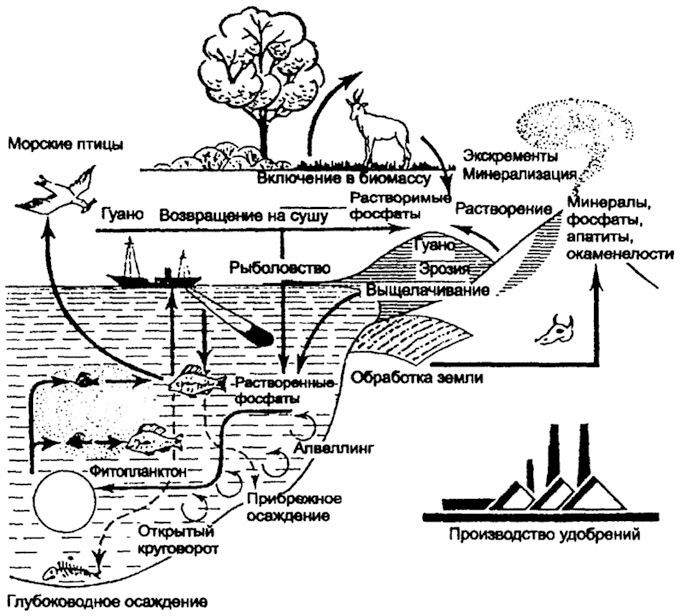 Морские птицы
Экскременты
Минерализация
Включение в биомассу
Растворимые
фосфаты
Растворение
Минералы,
фосфаты,
апатиты,
окаменелости
Гуано
Возвращение на сушу
Гуано
Эрозия
Рыболовство
Выщелачивание
Обработка земли
Растворенные
фосфаты
Апвеллинг
Фитопланктон
Прибрежное
осаждение
Открытый
круговорот
Производство удобрений
Глубоководное осаждение